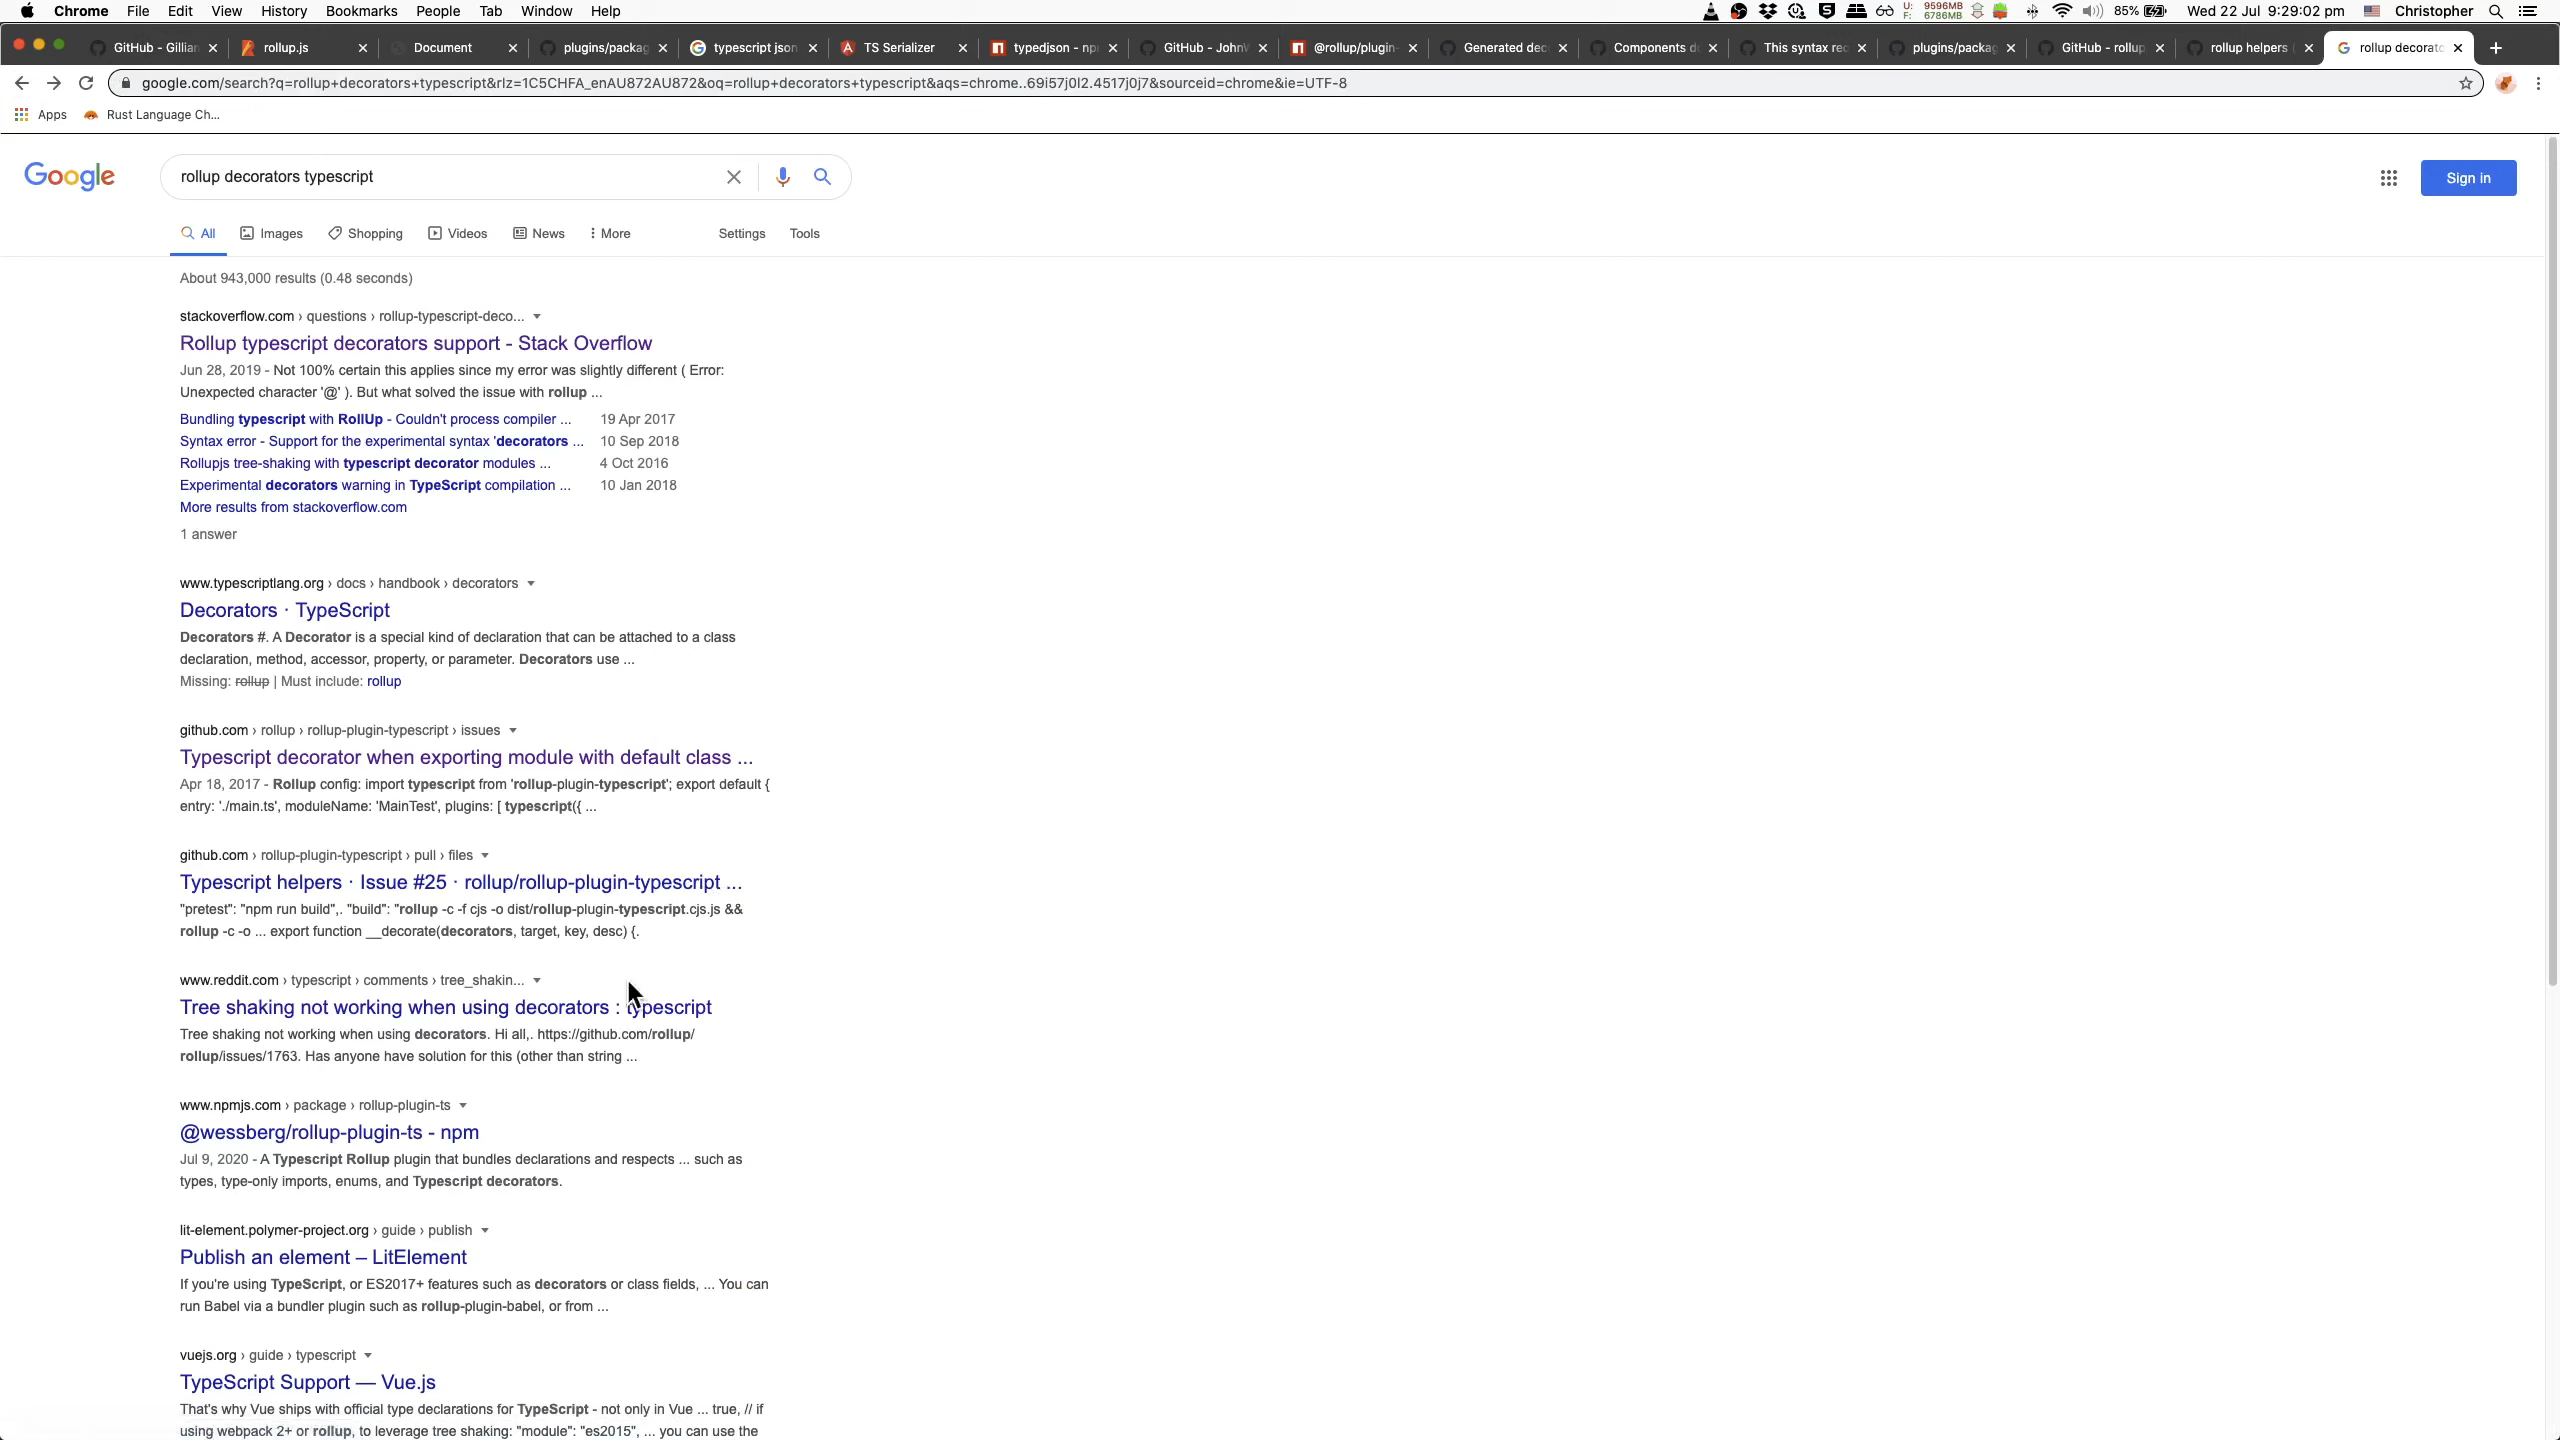 Chrome File Edit View History Bookmarks People Tab Window Help U: 9596MB F: 6786MB 85% Wed 22 Jul 9:29:02 pm Christopher
GitHub - Gillian rollup.js Document plugins/packag typescript json TS Serializer typedjson - np GitHub - JohnV @rollup/plugin- Generated dec Components d This syntax rec plugins/packag GitHub - rollup rollup helpers rollup decorato
google.com/search?q=rollup+decorators+typescript&rlz=1C5CHFA_enAU872AU872&oq=rollup+decorators+typescript&aqs=chrome..69i57j0l2.4517j0j7&sourceid=chrome&ie=UTF-8
Apps Rust Language Ch...
Google rollup decorators typescript Sign in
All Images Shopping Videos News More Settings Tools
About 943,000 results (0.48 seconds)
stackoverflow.com › questions › rollup-typescript-deco...
Rollup typescript decorators support - Stack Overflow
Jun 28, 2019 - Not 100% certain this applies since my error was slightly different ( Error:
Unexpected character '@' ). But what solved the issue with rollup ...
Bundling typescript with RollUp - Couldn't process compiler ... 19 Apr 2017
Syntax error - Support for the experimental syntax 'decorators ... 10 Sep 2018
Rollupjs tree-shaking with typescript decorator modules ... 4 Oct 2016
Experimental decorators warning in TypeScript compilation ... 10 Jan 2018
More results from stackoverflow.com
1 answer
www.typescriptlang.org › docs › handbook › decorators
Decorators · TypeScript
Decorators #. A Decorator is a special kind of declaration that can be attached to a class
declaration, method, accessor, property, or parameter. Decorators use ...
Missing: rollup | Must include: rollup
github.com › rollup › rollup-plugin-typescript › issues
Typescript decorator when exporting module with default class ...
Apr 18, 2017 - Rollup config: import typescript from 'rollup-plugin-typescript'; export default {
entry: './main.ts', moduleName: 'MainTest', plugins: [ typescript({ ...
github.com › rollup-plugin-typescript › pull › files
Typescript helpers · Issue #25 · rollup/rollup-plugin-typescript ...
"pretest": "npm run build",. "build": "rollup -c -f cjs -o dist/rollup-plugin-typescript.cjs.js &&
rollup -c -o ... export function __decorate(decorators, target, key, desc) {.
www.reddit.com › typescript › comments › tree_shakin...
Tree shaking not working when using decorators : typescript
Tree shaking not working when using decorators. Hi all,. https://github.com/rollup/
rollup/issues/1763. Has anyone have solution for this (other than string ...
www.npmjs.com › package › rollup-plugin-ts
@wessberg/rollup-plugin-ts - npm
Jul 9, 2020 - A Typescript Rollup plugin that bundles declarations and respects ... such as
types, type-only imports, enums, and Typescript decorators.
lit-element.polymer-project.org › guide › publish
Publish an element – LitElement
If you're using TypeScript, or ES2017+ features such as decorators or class fields, ... You can
run Babel via a bundler plugin such as rollup-plugin-babel, or from ...
vuejs.org › guide › typescript
TypeScript Support — Vue.js
That's why Vue ships with official type declarations for TypeScript - not only in Vue ... true, // if
using webpack 2+ or rollup, to leverage tree shaking: "module": "es2015", ... you can use the